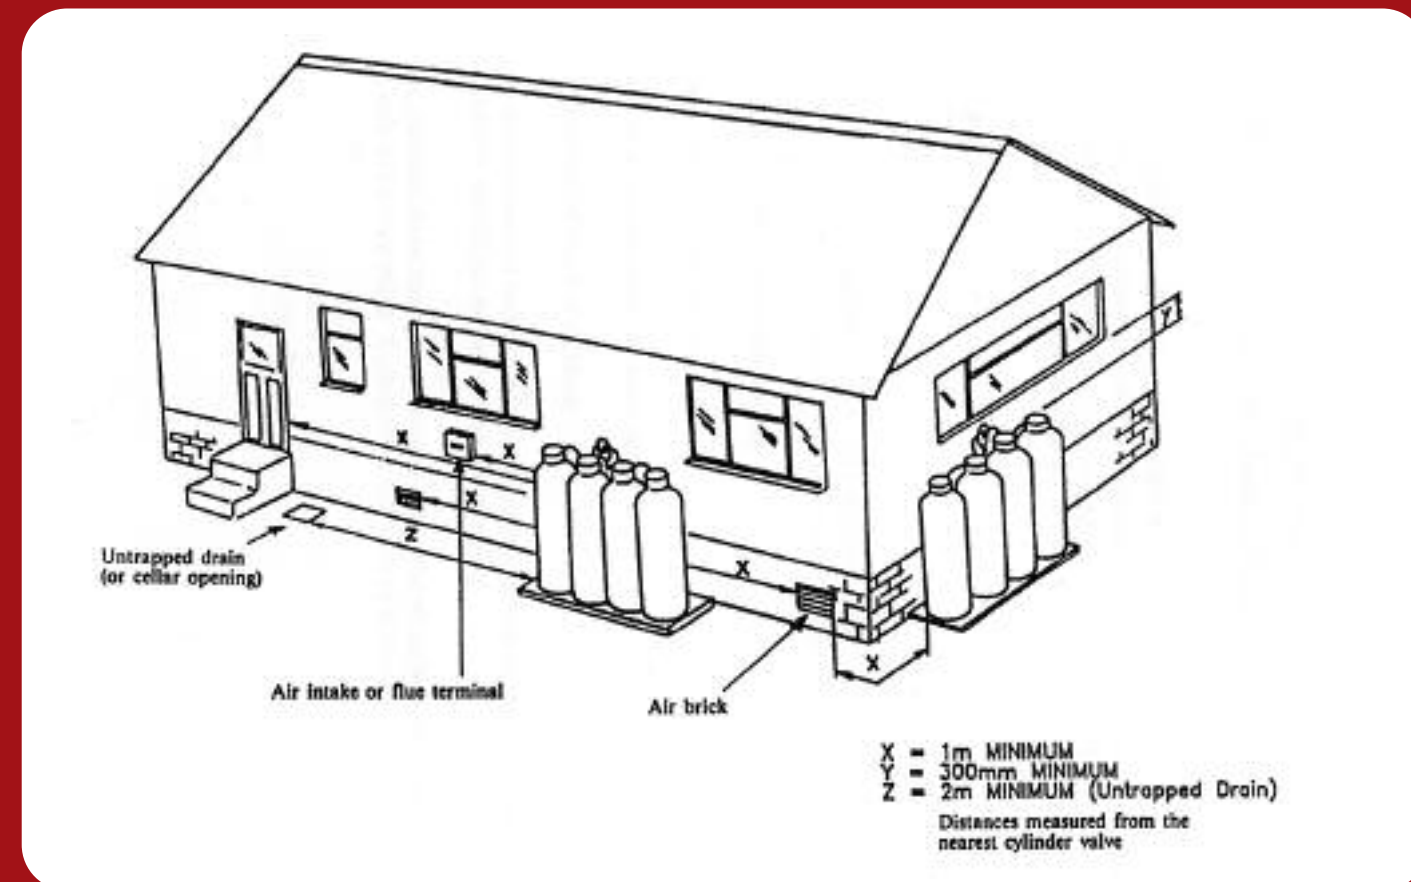 Y
X
X
X
Z
X
Untrapped drain
(or cellar opening)
Air intake or flue terminal
Air brick
X
X = 1m MINIMUM
Y = 300mm MINIMUM
Z = 2m MINIMUM (Untrapped Drain)
Distances measured from the
nearest cylinder valve